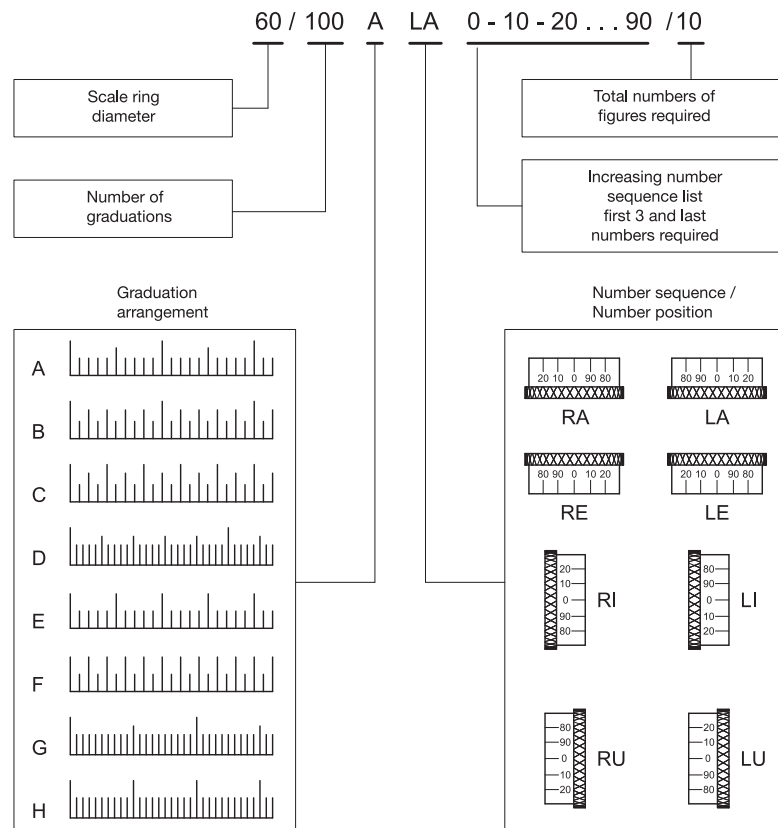 60 / 100 A LA 0 - 10 - 20 . . . 90 / 10
Scale ring
diameter
Total numbers of
figures required
Number of
graduations
Increasing number
sequence list
first 3 and last
numbers required
Graduation
arrangement
A
B
C
D
E
F
G
H
Number sequence /
Number position
20 10 0 90 80
RA
80 90 0 10 20
LA
80 90 0 10 20
RE
20 10 0 90 80
LE
20
10
0
90
80
RI
80
90
0
10
20
LI
80
90
0
10
20
RU
20
10
0
90
80
LU